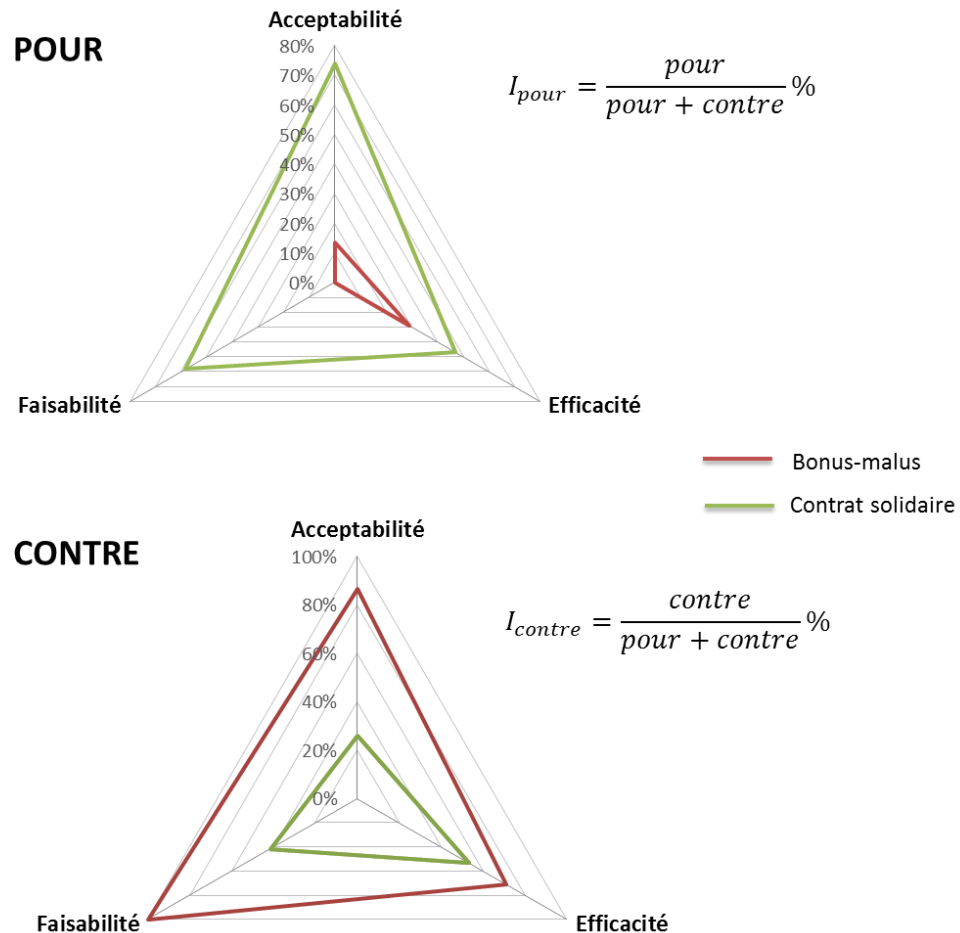 Acceptabilité
POUR
80%
70%
60%
50%
40%
30%
20%
10%
0%
I_pour = pour / (pour + contre) %
Faisabilité
Efficacité
Bonus-malus
Contrat solidaire
Acceptabilité
CONTRE
100%
80%
60%
40%
20%
0%
I_contre = contre / (pour + contre) %
Faisabilité
Efficacité